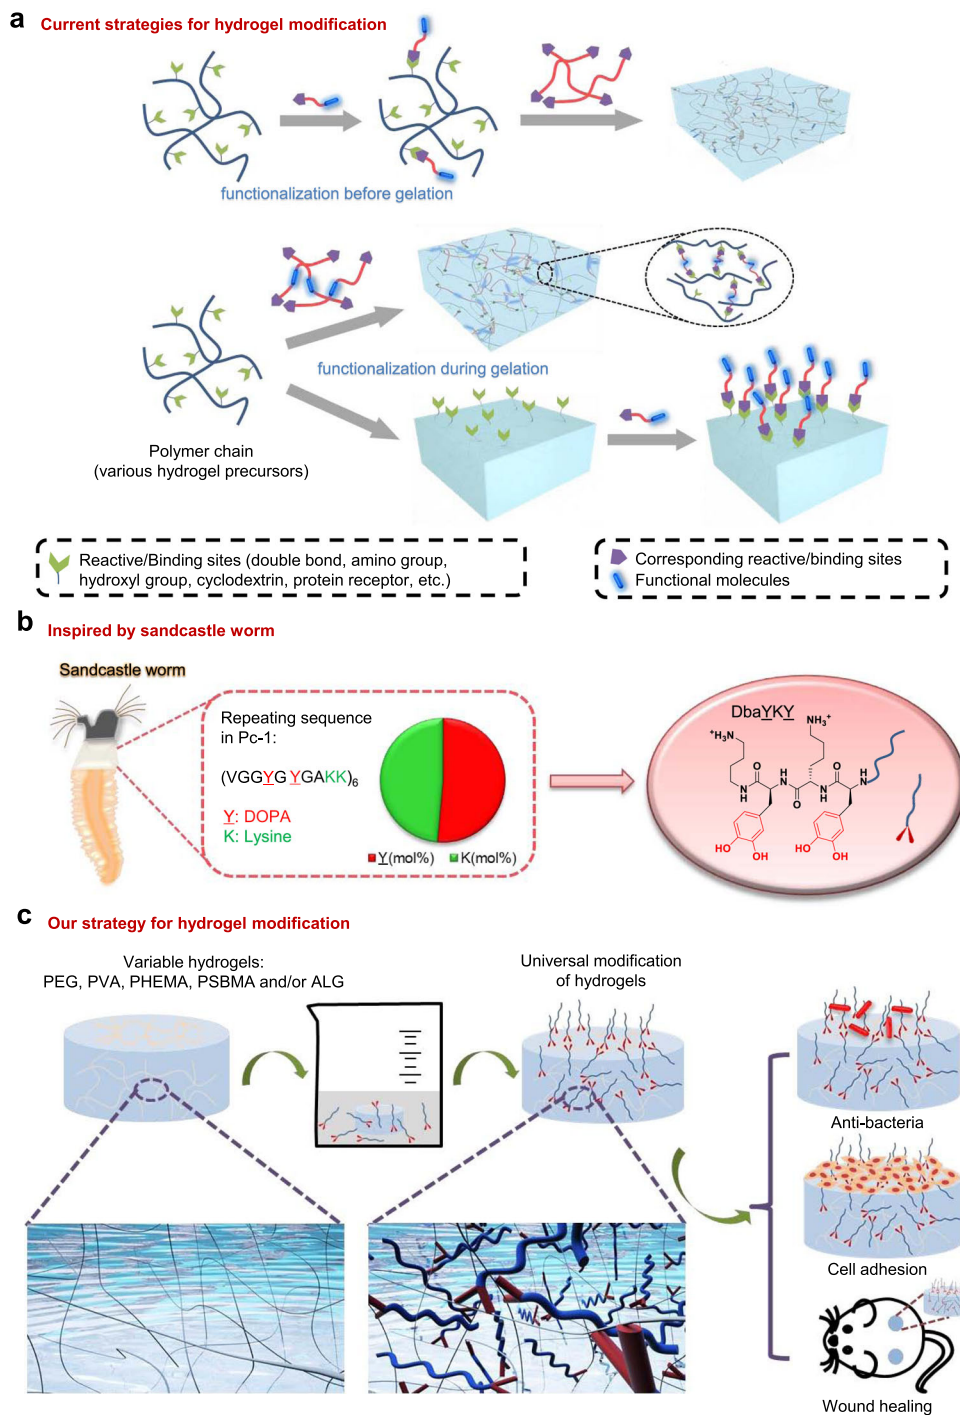 a Current strategies for hydrogel modification
functionalization before gelation
functionalization during gelation
Polymer chain
(various hydrogel precursors)
Reactive/Binding sites (double bond, amino group,
hydroxyl group, cyclodextrin, protein receptor, etc.)
Corresponding reactive/binding sites
Functional molecules
b Inspired by sandcastle worm
Sandcastle worm
Repeating sequence
in Pc-1:
(VGGYG YGAKK)6
Y: DOPA
K: Lysine
Y(mol%) K(mol%)
DbaYKY
NH3+
+H3N
O H O H
N N N
H O H O
HO OH HO OH
c Our strategy for hydrogel modification
Variable hydrogels:
PEG, PVA, PHEMA, PSBMA and/or ALG
Universal modification
of hydrogels
Anti-bacteria
Cell adhesion
Wound healing